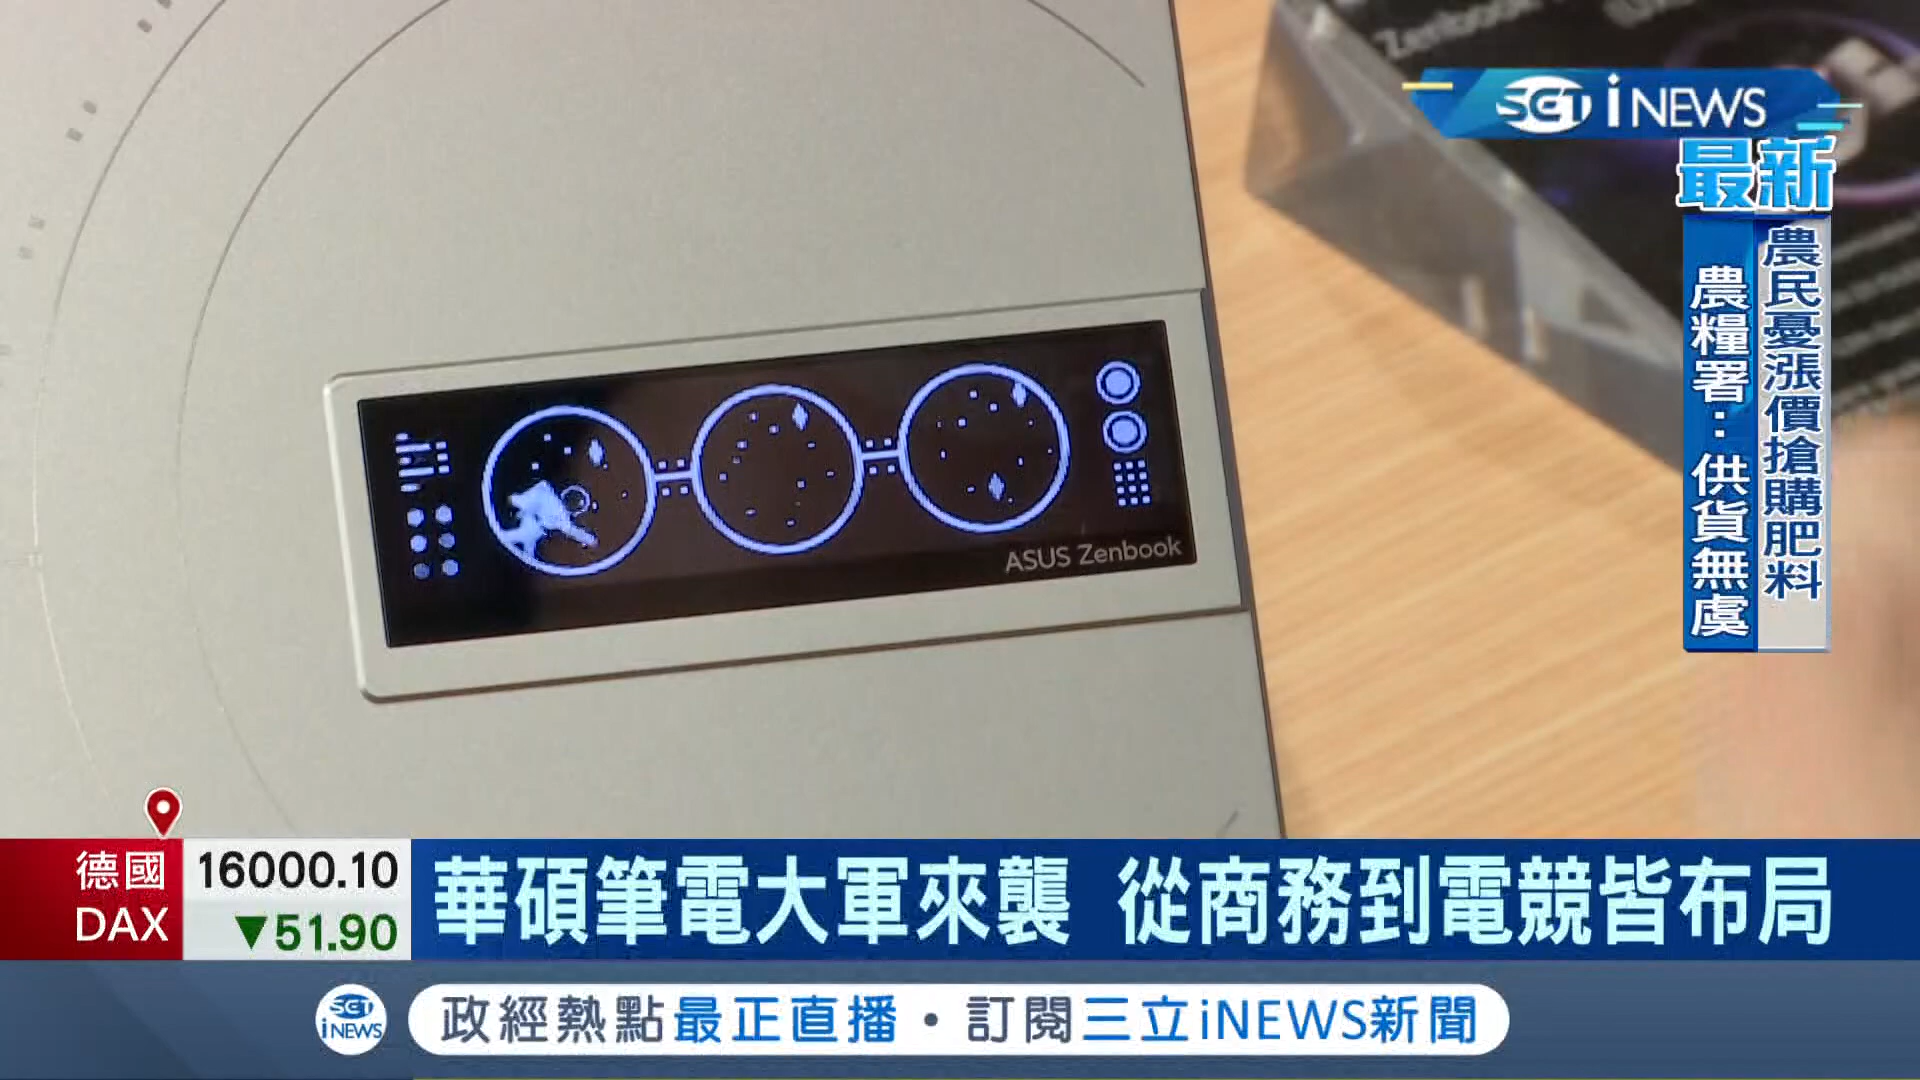 Zenbook
SET iNEWS
最新
農民憂漲價搶購肥料
農糧署：供貨無虞
ASUS Zenbook
德國
DAX
16000.10
▼51.90
華碩筆電大軍來襲 從商務到電競皆布局
SET
iNEWS
政經熱點最正直播・訂閱三立iNEWS新聞